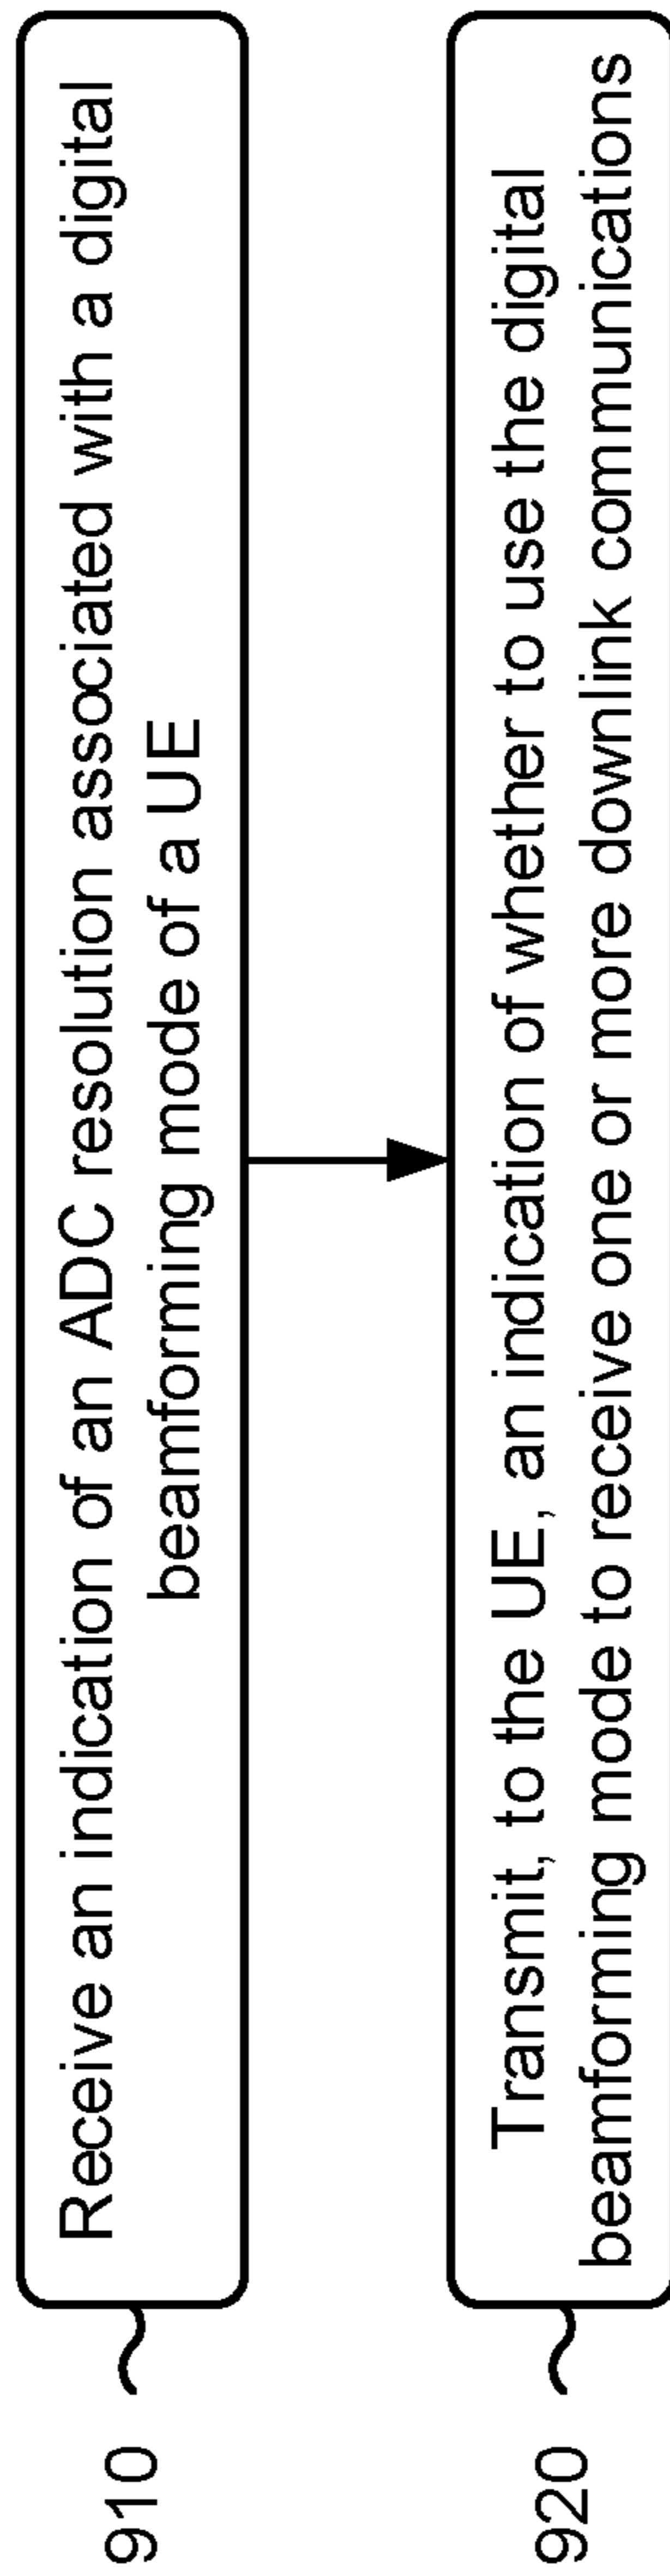 910
Receive an indication of an ADC resolution associated with a digital
beamforming mode of a UE
920
Transmit, to the UE, an indication of whether to use the digital
beamforming mode to receive one or more downlink communications